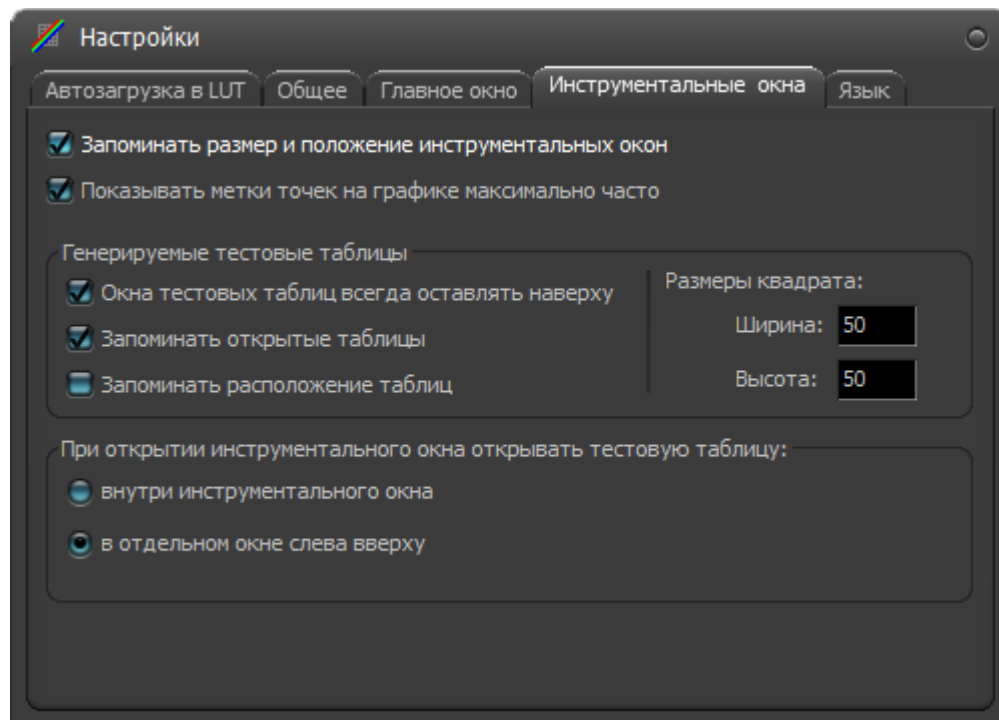 Настройки
Автозагрузка в LUT Общее Главное окно Инструментальные окна Язык
Запоминать размер и положение инструментальных окон
Показывать метки точек на графике максимально часто
Генерируемые тестовые таблицы
Окна тестовых таблиц всегда оставлять наверху
Запоминать открытые таблицы
Запоминать расположение таблиц
Размеры квадрата:
Ширина: 50
Высота: 50
При открытии инструментального окна открывать тестовую таблицу:
внутри инструментального окна
в отдельном окне слева вверху